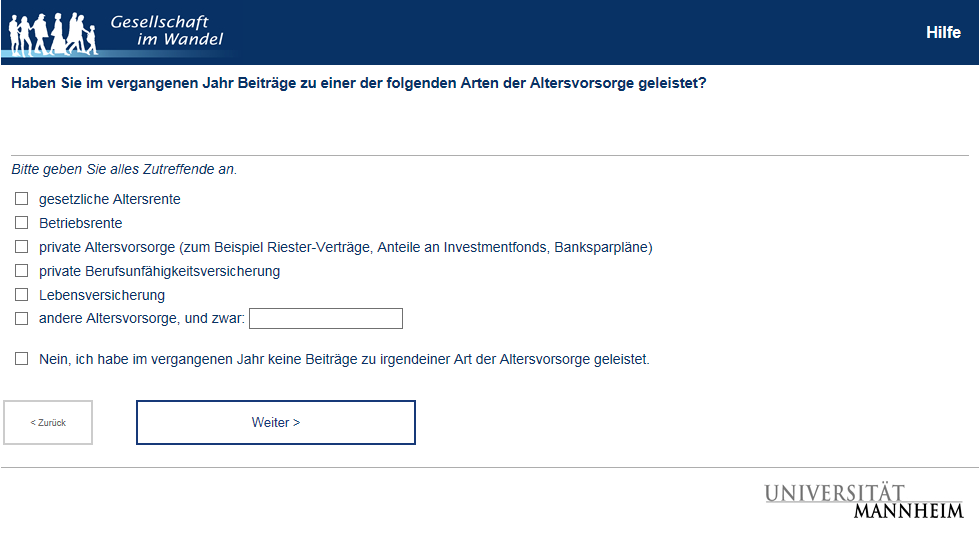 Gesellschaft
im Wandel
Hilfe
Haben Sie im vergangenen Jahr Beiträge zu einer der folgenden Arten der Altersvorsorge geleistet?
Bitte geben Sie alles Zutreffende an.
gesetzliche Altersrente
Betriebsrente
private Altersvorsorge (zum Beispiel Riester-Verträge, Anteile an Investmentfonds, Banksparpläne)
private Berufsunfähigkeitsversicherung
Lebensversicherung
andere Altersvorsorge, und zwar:
Nein, ich habe im vergangenen Jahr keine Beiträge zu irgendeiner Art der Altersvorsorge geleistet.
< Zurück
Weiter >
UNIVERSITÄT
MANNHEIM